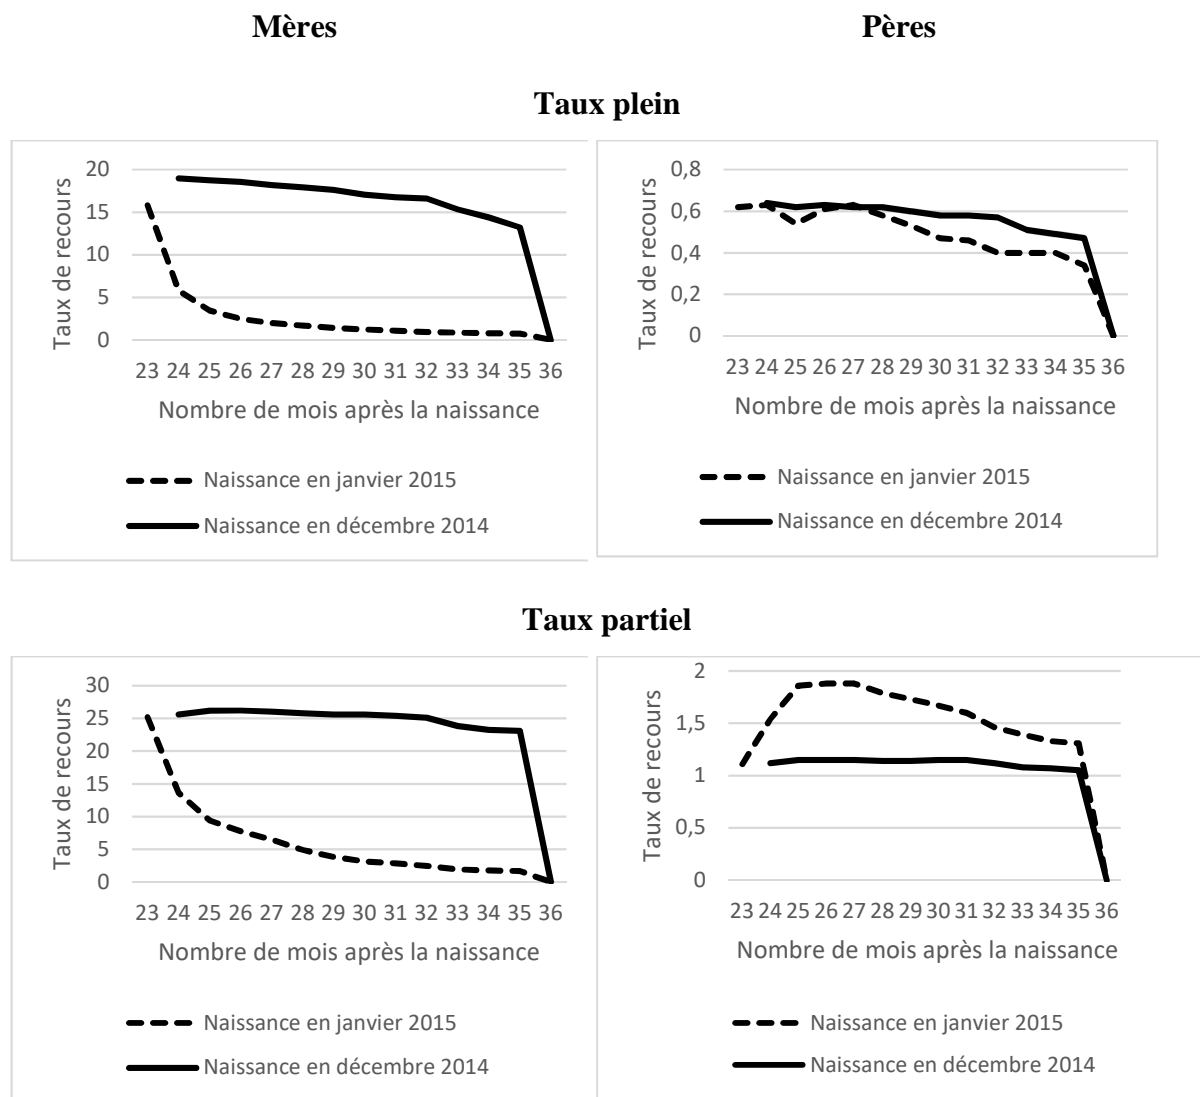 Mères
Pères
Taux plein
Taux de recours
20
15
10
5
0
23 24 25 26 27 28 29 30 31 32 33 34 35 36
Nombre de mois après la naissance
Naissance en janvier 2015
Naissance en décembre 2014
Taux de recours
0,8
0,6
0,4
0,2
0
23 24 25 26 27 28 29 30 31 32 33 34 35 36
Nombre de mois après la naissance
Naissance en janvier 2015
Naissance en décembre 2014
Taux partiel
Taux de recours
30
25
20
15
10
5
0
23 24 25 26 27 28 29 30 31 32 33 34 35 36
Nombre de mois après la naissance
Naissance en janvier 2015
Naissance en décembre 2014
Taux de recours
2
1,5
1
0,5
0
23 24 25 26 27 28 29 30 31 32 33 34 35 36
Nombre de mois après la naissance
Naissance en janvier 2015
Naissance en décembre 2014